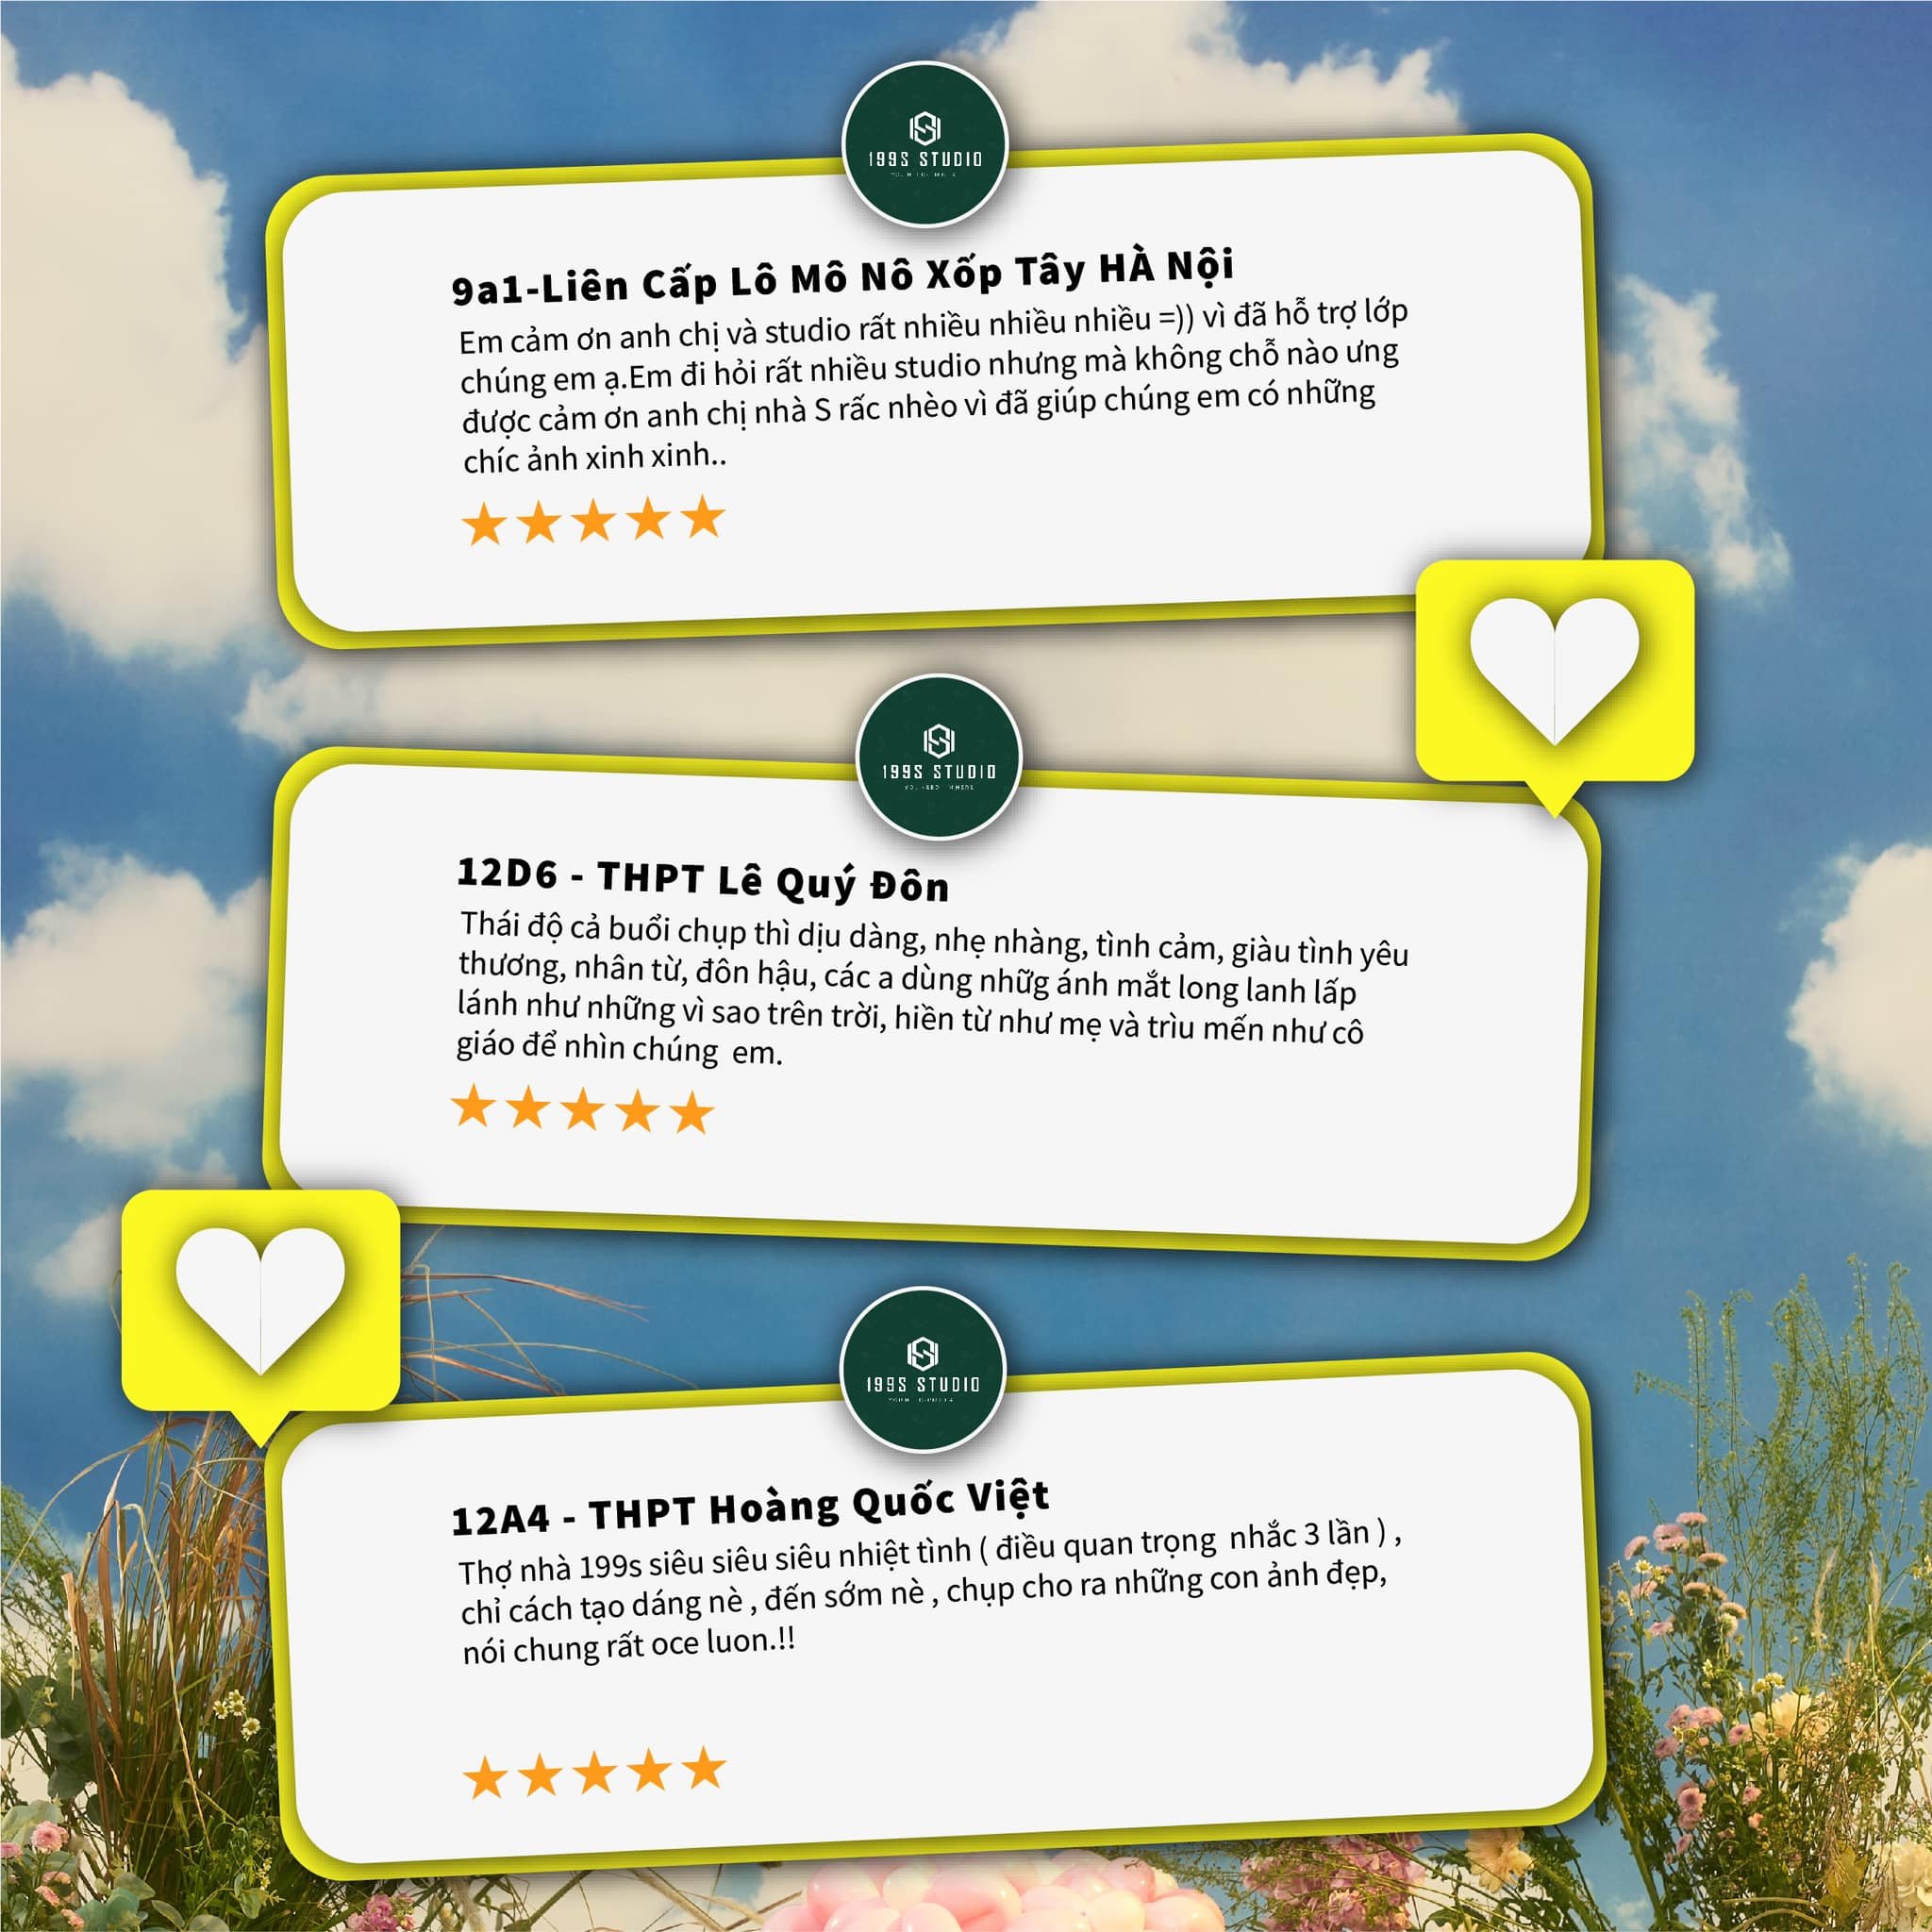 199S STUDIO
9a1-Liên Cấp Lô Mô Nô Xốp Tây HÀ Nội
Em cảm ơn anh chị và studio rất nhiều nhiều nhiều =)) vì đã hỗ trợ lớp
chúng em ạ.Em đi hỏi rất nhiều studio nhưng mà không chỗ nào ưng
được cảm ơn anh chị nhà S rấc nhèo vì đã giúp chúng em có những
chíc ảnh xinh xinh..
199S STUDIO
12D6 - THPT Lê Quý Đôn
Thái độ cả buổi chụp thì dịu dàng, nhẹ nhàng, tình cảm, giàu tình yêu
thương, nhân từ, đôn hậu, các a dùng nhữg ánh mắt long lanh lấp
lánh như những vì sao trên trời, hiền từ như mẹ và trìu mến như cô
giáo để nhìn chúng  em.
199S STUDIO
12A4 - THPT Hoàng Quốc Việt
Thợ nhà 199s siêu siêu siêu nhiệt tình ( điều quan trọng  nhắc 3 lần ) ,
chỉ cách tạo dáng nè , đến sớm nè , chụp cho ra những con ảnh đẹp,
nói chung rất oce luon.!!